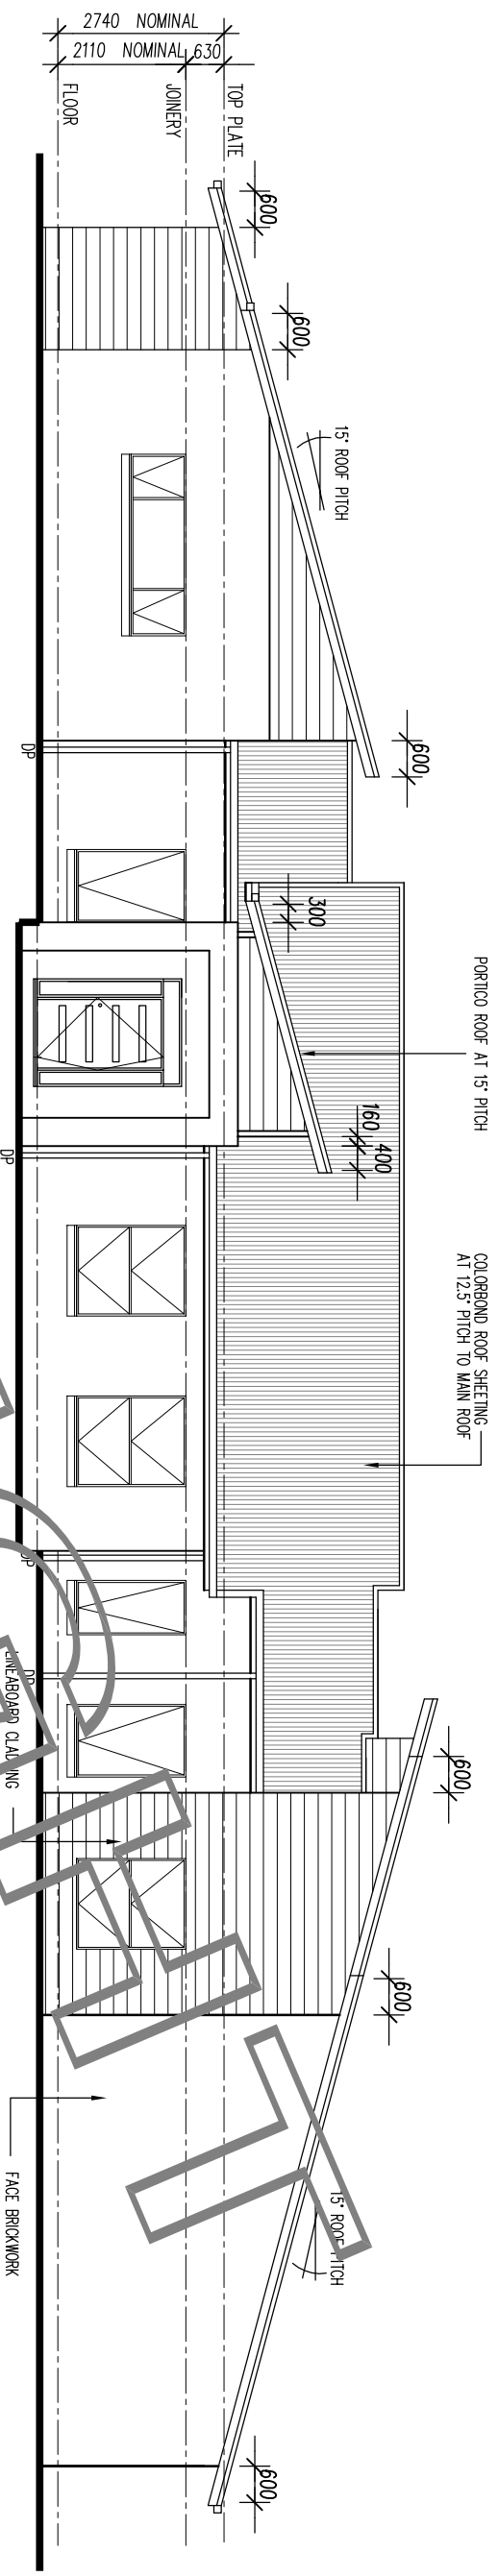 2740 NOMINAL
2110 NOMINAL
630
TOP PLATE
JOINERY
FLOOR
600
600
15° ROOF PITCH
600
DP
300
PORTICO ROOF AT 15° PITCH
160
400
DP
COLORBOND ROOF SHEETING
AT 12.5° PITCH TO MAIN ROOF
DP
DP
LINEABOARD CLADDING
600
600
FACE BRICKWORK
15° ROOF PITCH
600